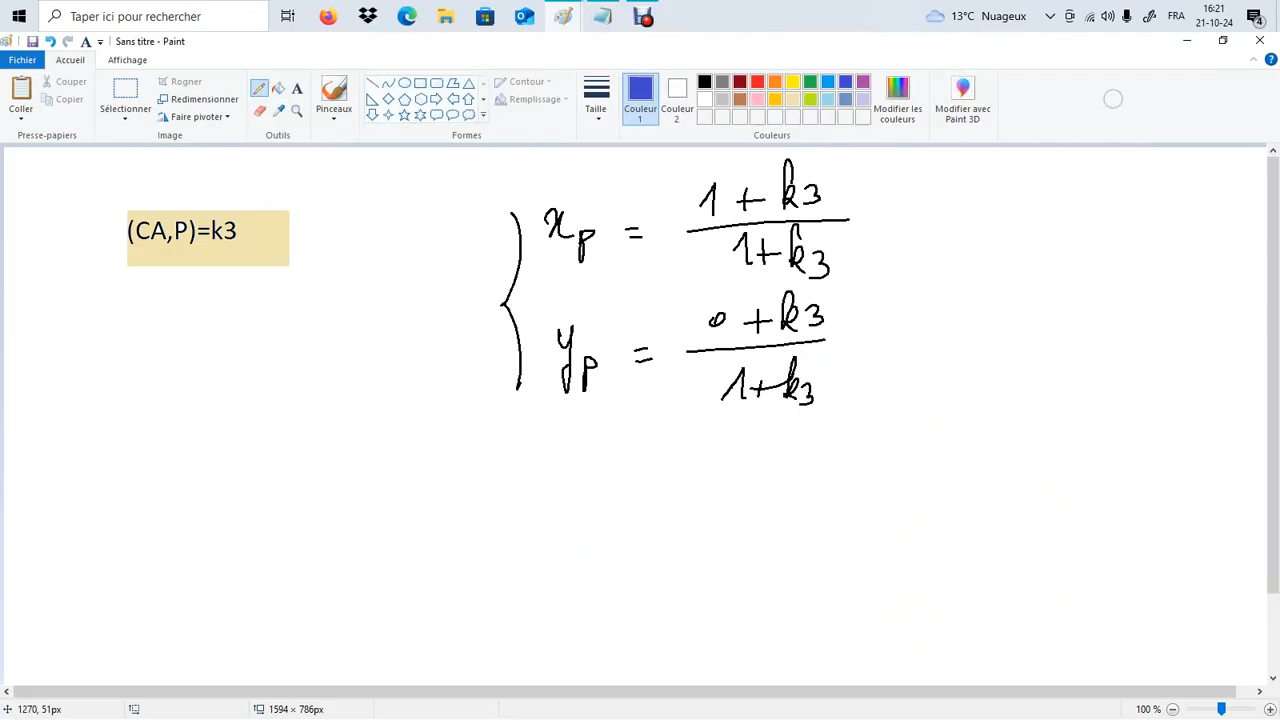 Taper ici pour rechercher
13°C Nuageux
FRA
16:21
21-10-24
4
Sans titre - Paint
Fichier
Accueil
Affichage
Coller
Couper
Copier
Presse-papiers
Sélectionner
Rogner
Redimensionner
Faire pivoter
Image
A
Outils
Pinceaux
Contour
Remplissage
Formes
Taille
Couleur
1
Couleur
2
Modifier les
couleurs
Couleurs
Modifier avec
Paint 3D
(CA,P)=k3
xp = 1+k3
1+k3
yp = 0+k3
1+k3
1270, 51px
1594 × 786px
100 %